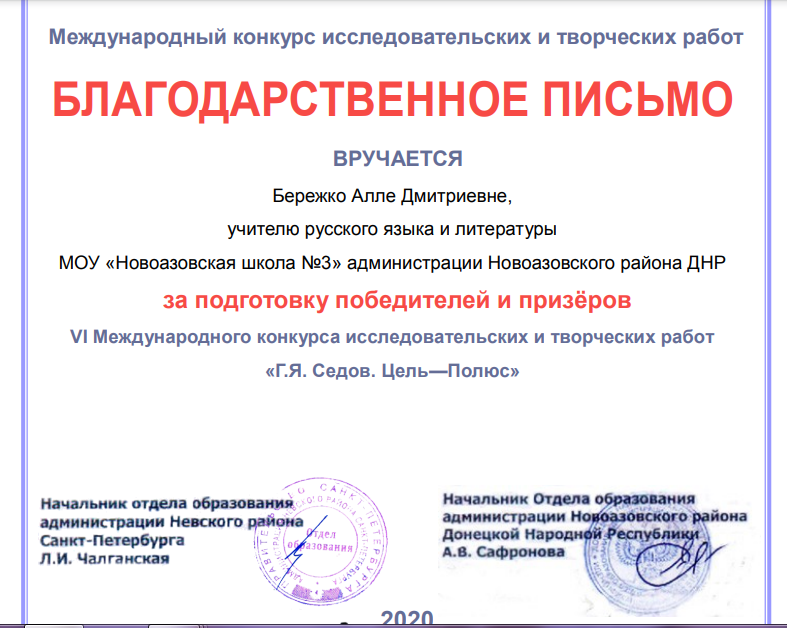 Международный конкурс исследовательских и творческих работ
БЛАГОДАРСТВЕННОЕ ПИСЬМО
ВРУЧАЕТСЯ
Бережко Алле Дмитриевне,
учителю русского языка и литературы
МОУ «Новоазовская школа №3» администрации Новоазовского района ДНР
за подготовку победителей и призёров
VI Международного конкурса исследовательских и творческих работ
«Г.Я. Седов. Цель—Полюс»
Начальник отдела образования
администрации Невского района
Санкт-Петербурга
Л.И. Чалганская
Отдел
образования
Начальник Отдела образования
администрации Новоазовского района
Донецкой Народной Республики
А.В. Сафронова
2020